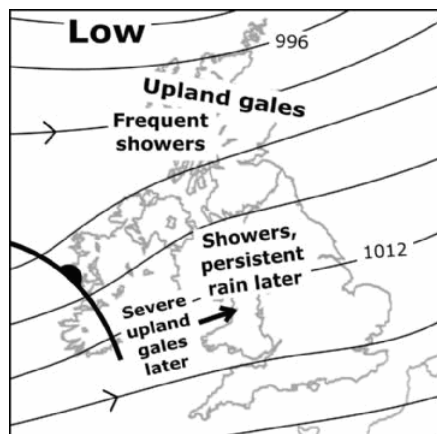 Low
996
Upland gales
Frequent
showers
Showers,
persistent
rain later
1012
Severe
upland
gales
later